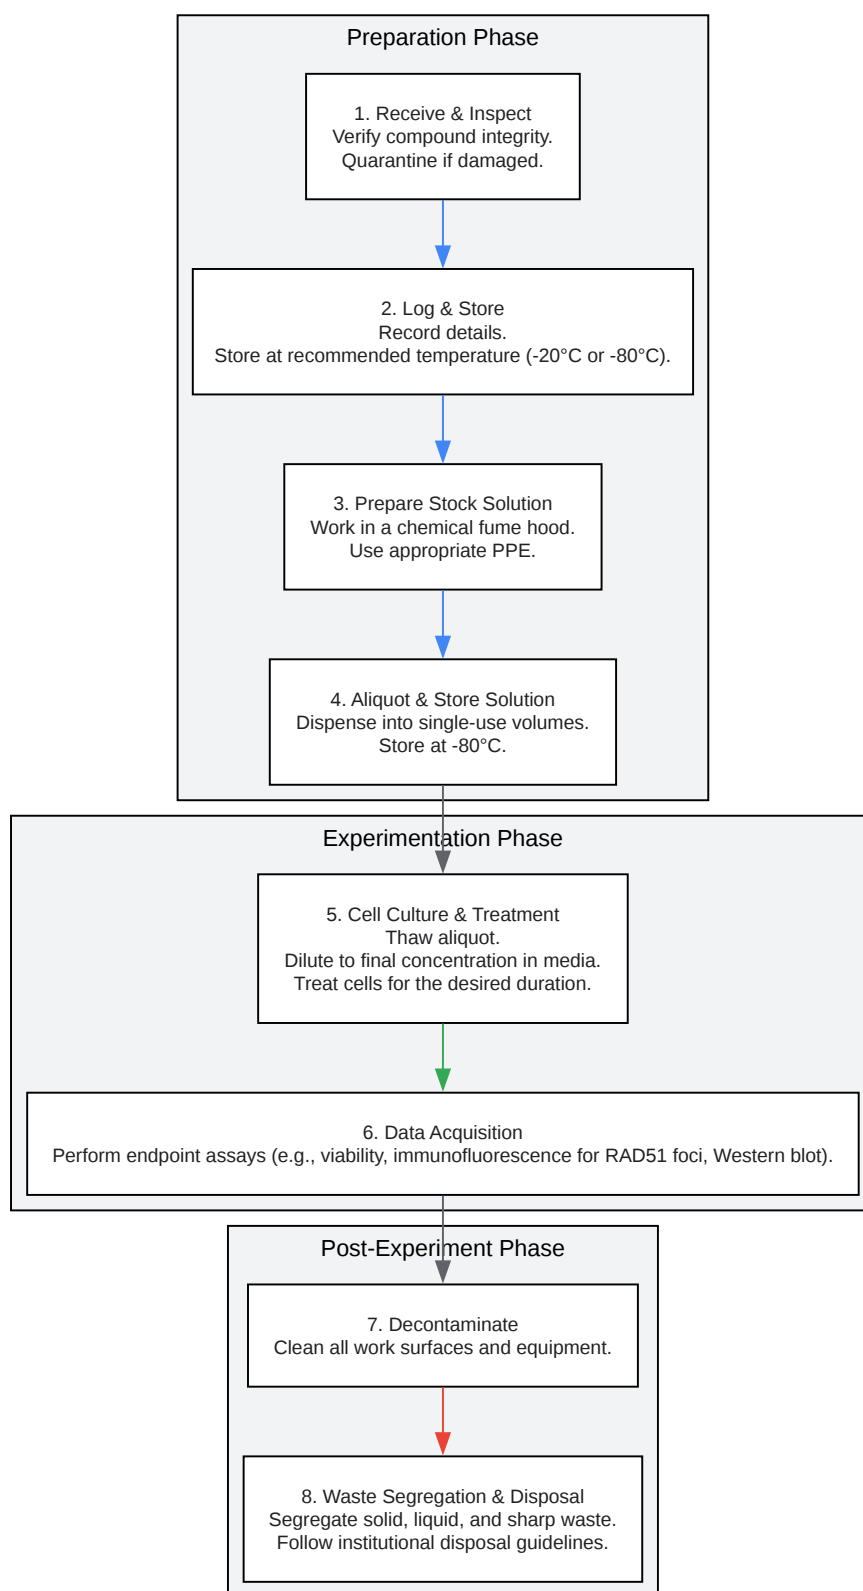 Preparation Phase
1. Receive & Inspect
Verify compound integrity.
Quarantine if damaged.
2. Log & Store
Record details.
Store at recommended temperature (-20°C or -80°C).
3. Prepare Stock Solution
Work in a chemical fume hood.
Use appropriate PPE.
4. Aliquot & Store Solution
Dispense into single-use volumes.
Store at -80°C.
Experimentation Phase
5. Cell Culture & Treatment
Thaw aliquot.
Dilute to final concentration in media.
Treat cells for the desired duration.
6. Data Acquisition
Perform endpoint assays (e.g., viability, immunofluorescence for RAD51 foci, Western blot).
Post-Experiment Phase
7. Decontaminate
Clean all work surfaces and equipment.
8. Waste Segregation & Disposal
Segregate solid, liquid, and sharp waste.
Follow institutional disposal guidelines.